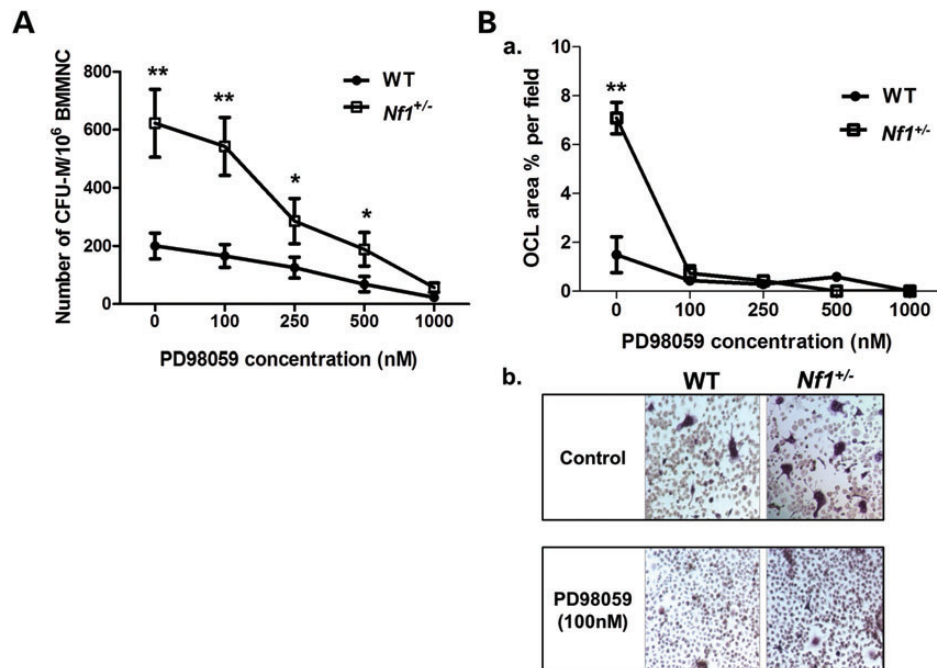 A
Number of CFU-M/10⁶ BMMNC
800
600
400
200
0
** ** * *
WT
Nf1+/-
0 100 250 500 1000
PD98059 concentration (nM)
B
a.
OCL area % per field
10
8
6
4
2
0
**
WT
Nf1+/-
0 100 250 500 1000
PD98059 concentration (nM)
b.
WT Nf1+/-
Control
PD98059
(100nM)